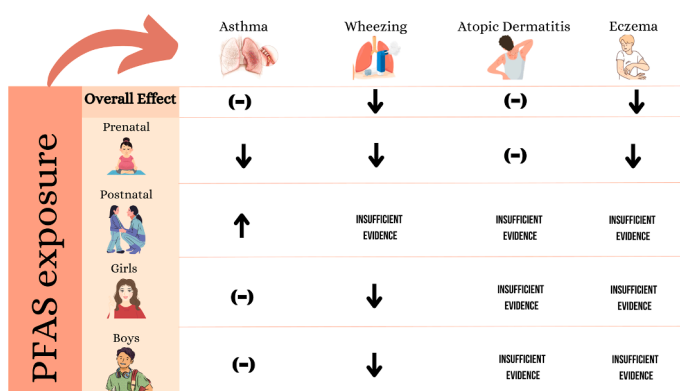 Asthma Wheezing Atopic Dermatitis Eczema
PFAS exposure
Overall Effect (-) ↓ (-) ↓
Prenatal ↓ ↓ (-) ↓
Postnatal ↑ INSUFFICIENT EVIDENCE INSUFFICIENT EVIDENCE INSUFFICIENT EVIDENCE
Girls (-) ↓ INSUFFICIENT EVIDENCE INSUFFICIENT EVIDENCE
Boys (-) ↓ INSUFFICIENT EVIDENCE INSUFFICIENT EVIDENCE